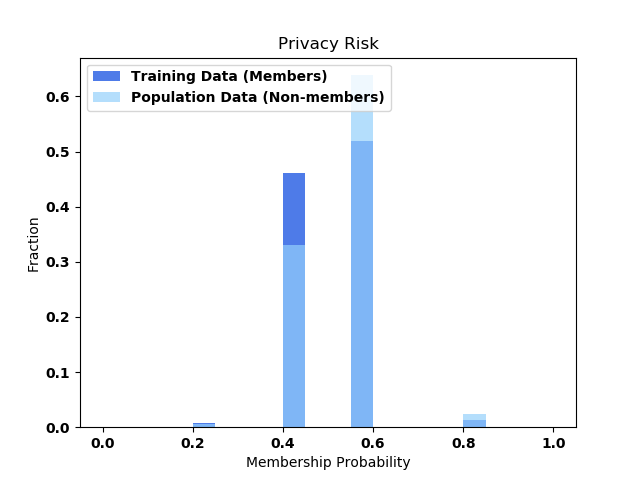 Privacy Risk
Training Data (Members)
Population Data (Non-members)
Fraction
0.6
0.5
0.4
0.3
0.2
0.1
0.0
0.0 0.2 0.4 0.6 0.8 1.0
Membership Probability